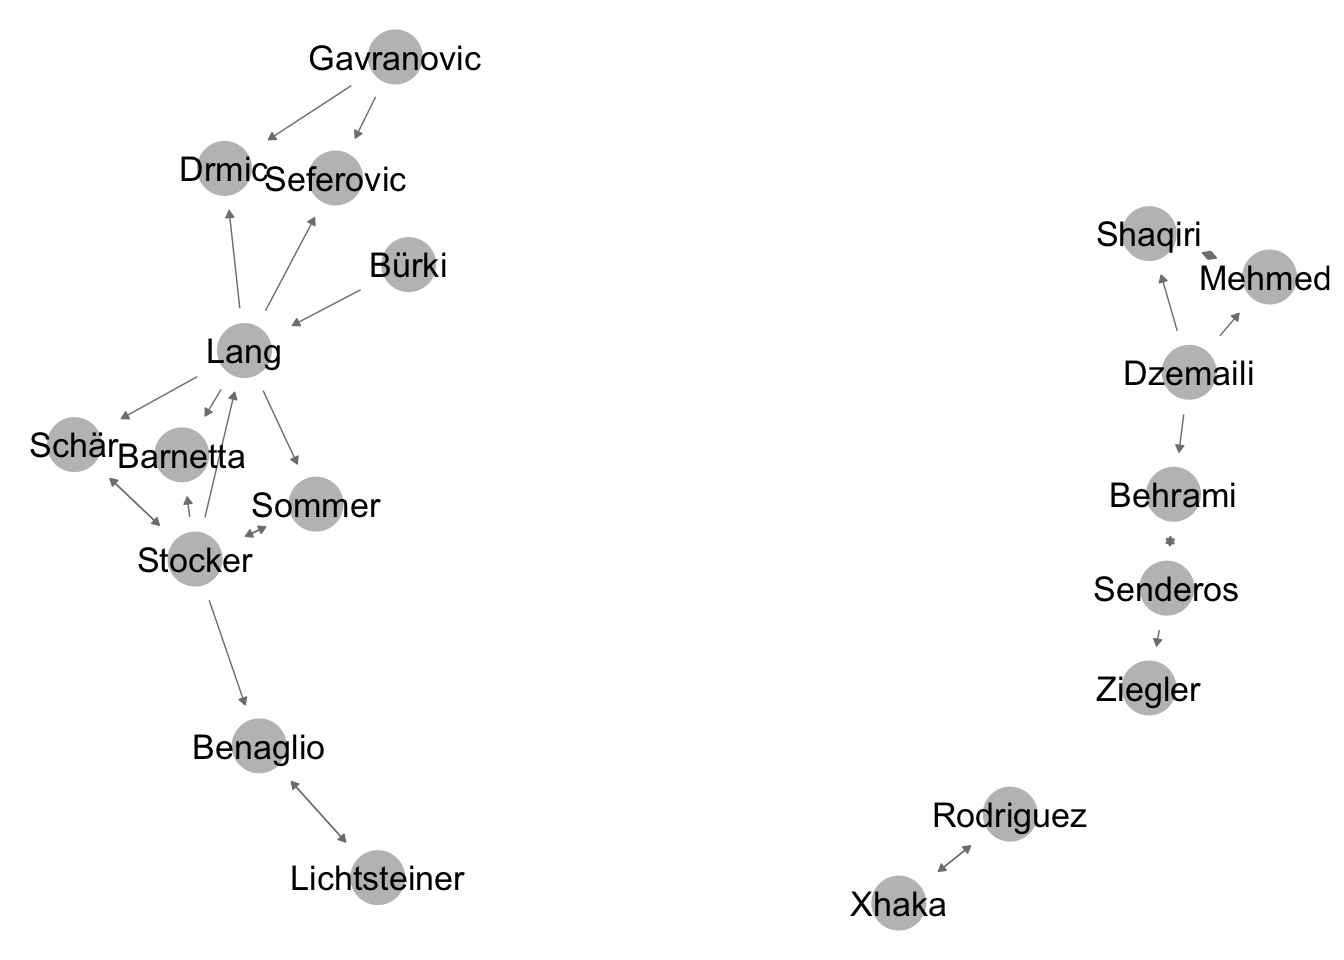 Gavranovic
Drmic
Seferovic
Bürki
Lang
Schär
Barnetta
Sommer
Stocker
Benaglio
Lichtsteiner
Shaqiri
Mehmed
Dzemaili
Behrami
Senderos
Ziegler
Rodriguez
Xhaka